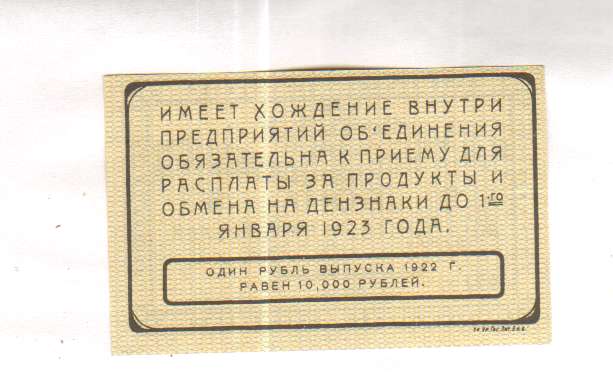 ИМЕЕТ ХОЖДЕНИЕ ВНУТРИ
ПРЕДПРИЯТИЙ ОБ'ЕДИНЕНИЯ
ОБЯЗАТЕЛЬНА К ПРИЕМУ ДЛЯ
РАСПЛАТЫ ЗА ПРОДУКТЫ И
ОБМЕНА НА ДЕНЗНАКИ ДО 1го
ЯНВАРЯ 1923 ГОДА.
ОДИН РУБЛЬ ВЫПУСКА 1922 Г.
РАВЕН 10,000 РУБЛЕЙ.